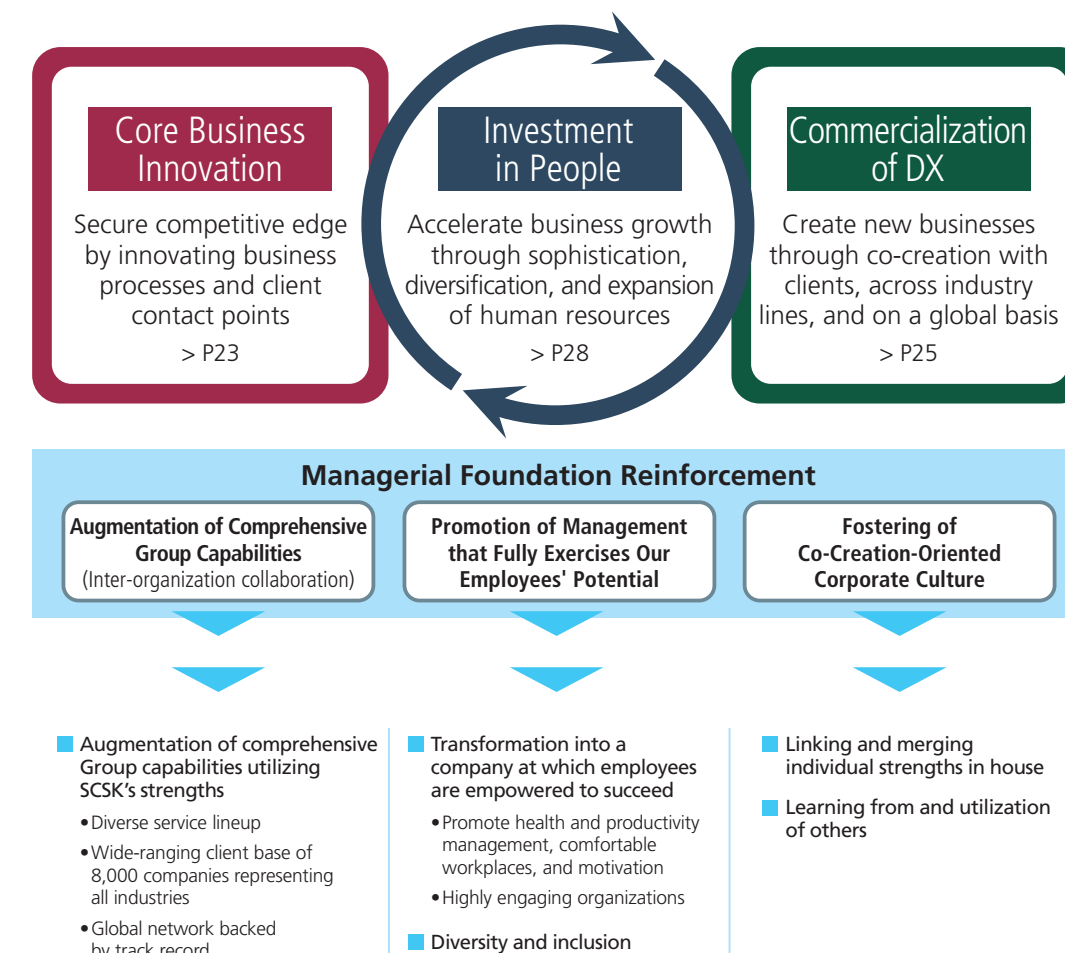 Core Business
Innovation
Secure competitive edge
by innovating business
processes and client
contact points
> P23
Investment
in People
Accelerate business growth
through sophistication,
diversification, and expansion
of human resources
> P28
Commercialization
of DX
Create new businesses
through co-creation with
clients, across industry
lines, and on a global basis
> P25
Managerial Foundation Reinforcement
Augmentation of Comprehensive
Group Capabilities
(Inter-organization collaboration)
Promotion of Management
that Fully Exercises Our
Employees' Potential
Fostering of
Co-Creation-Oriented
Corporate Culture
Augmentation of comprehensive
Group capabilities utilizing
SCSK's strengths
•Diverse service lineup
•Wide-ranging client base of
8,000 companies representing
all industries
•Global network backed
by track record
Transformation into a
company at which employees
are empowered to succeed
•Promote health and productivity
management, comfortable
workplaces, and motivation
•Highly engaging organizations
Diversity and inclusion
Linking and merging
individual strengths in house
Learning from and utilization
of others